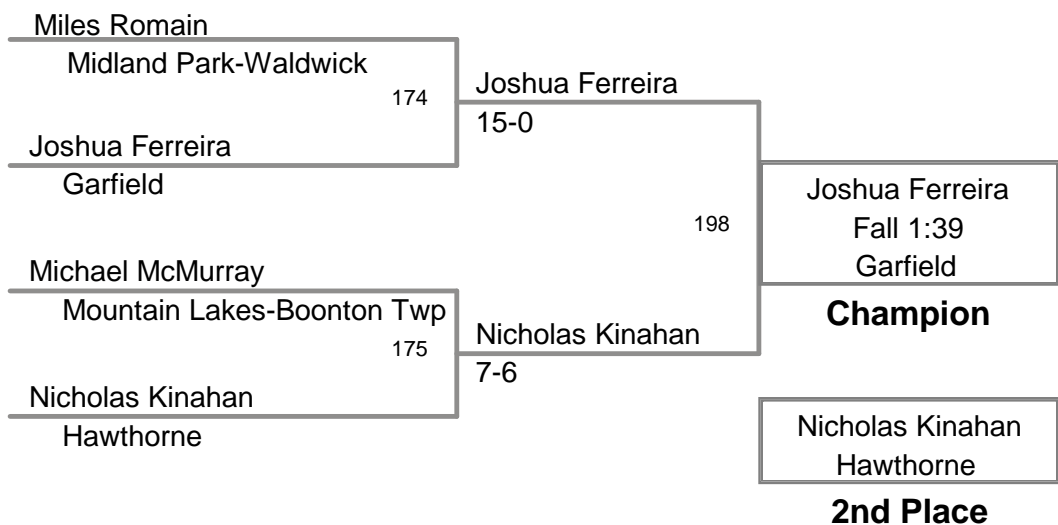 Miles Romain
Midland Park-Waldwick
174
Joshua Ferreira
15-0
Joshua Ferreira
Garfield
198
Joshua Ferreira
Fall 1:39
Garfield
Champion
Michael McMurray
Mountain Lakes-Boonton Twp
175
Nicholas Kinahan
7-6
Nicholas Kinahan
Hawthorne
Nicholas Kinahan
Hawthorne
2nd Place